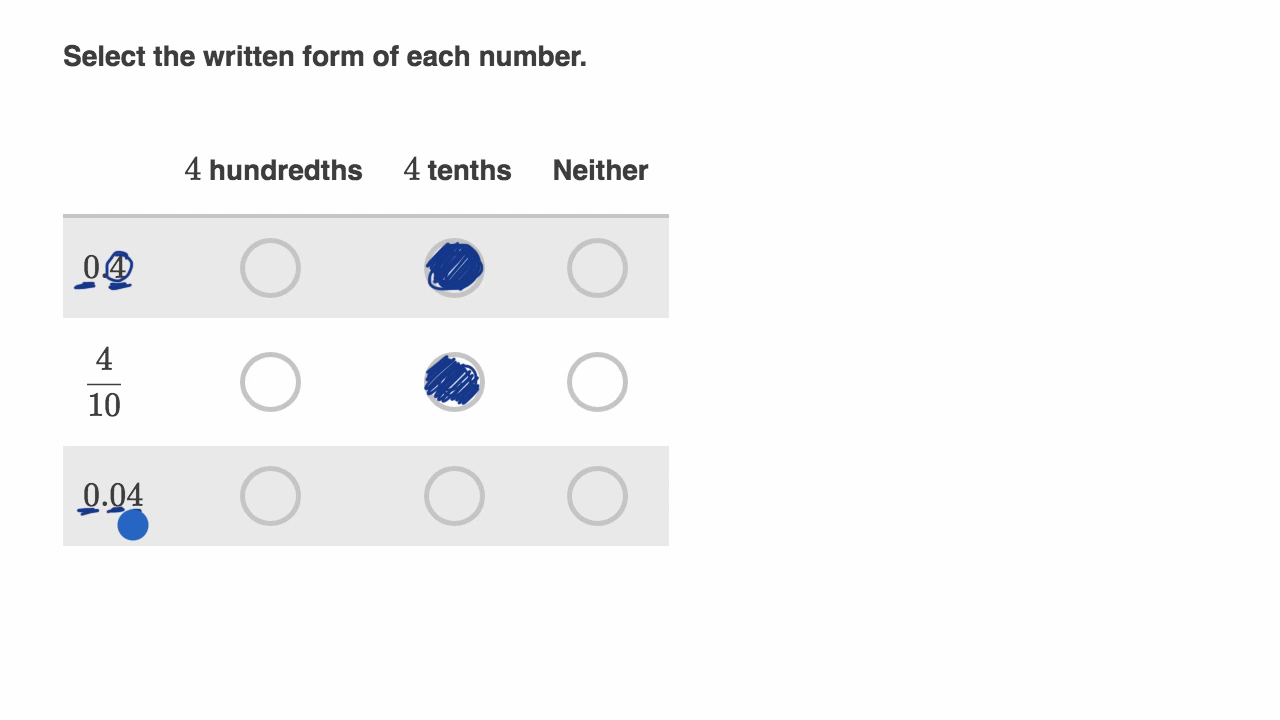 Select the written form of each number.
4 hundredths 4 tenths Neither
0.4
4
10
0.04